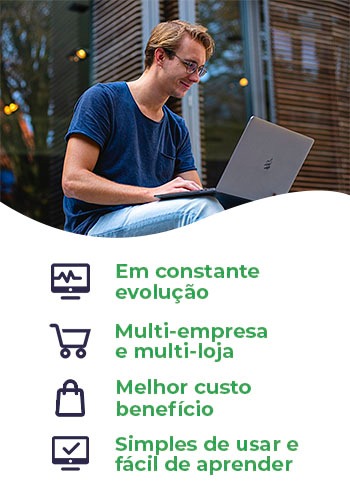 Em constante
evolução
Multi-empresa
e multi-loja
Melhor custo
benefício
Simples de usar e
fácil de aprender